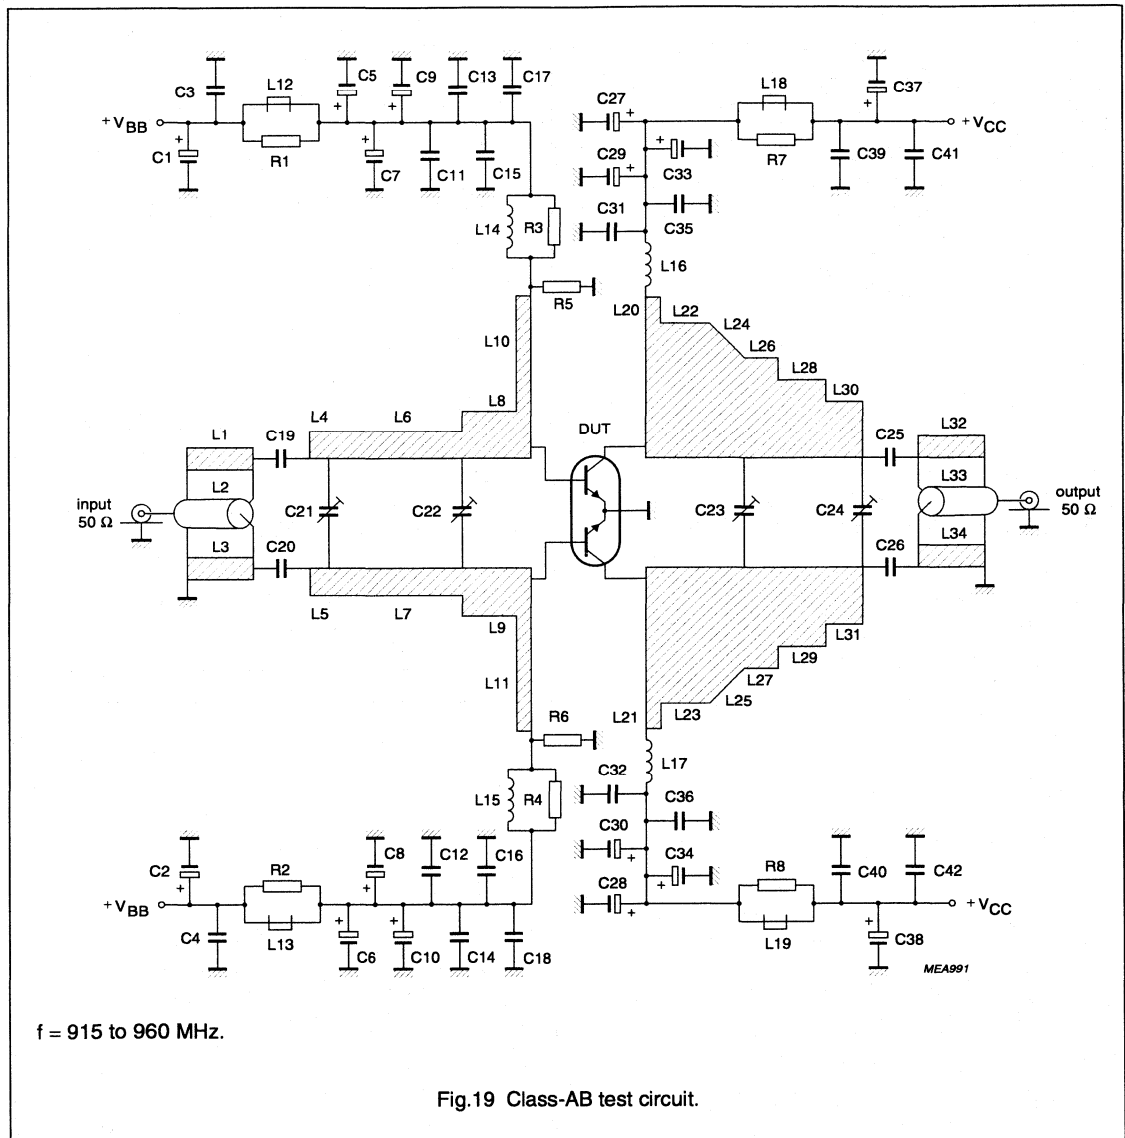 C3
L12
C5
C9
C13
C17
C27
L18
C37
+VBB
+
+
+
+
+
+VCC
C1
R1
C7
C11
C15
C29
+
+
C33
R7
C39
C41
L14
R3
C31
C35
L16
R5
L20
L22
L24
L10
L26
L28
L30
L8
L4
L6
L1
C19
DUT
C25
L32
L2
L33
input
50 Ω
C21
C22
C23
C24
output
50 Ω
L3
C20
C26
L34
L5
L7
L9
L31
L29
L27
L11
L25
L23
L21
R6
L17
L15
R4
C32
C36
C2
R2
C8
C12
C16
C30
C34
R8
C40
C42
+
+
+
+
C28
+VBB
+
+
+
+
+VCC
C4
L13
C6
C10
C14
C18
L19
C38
MEA991
f = 915 to 960 MHz.
Fig.19 Class-AB test circuit.